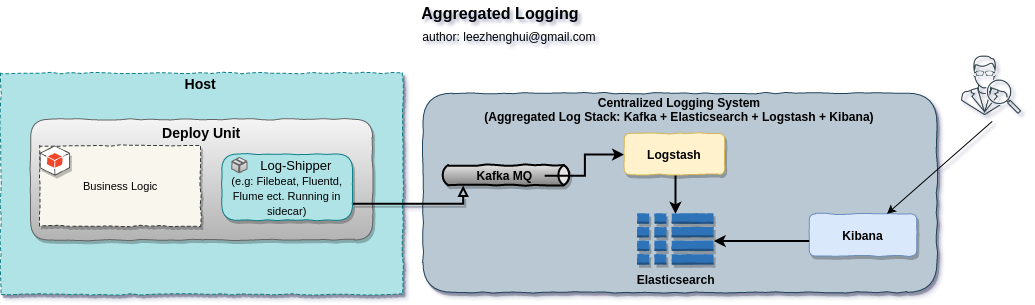 Aggregated Logging
author: leezhenghui@gmail.com
Host
Deploy Unit
Business Logic
Log-Shipper
(e.g: Filebeat, Fluentd,
Flume ect. Running in
sidecar)
Centralized Logging System
(Aggregated Log Stack: Kafka + Elasticsearch + Logstash + Kibana)
Kafka MQ
Logstash
Elasticsearch
Kibana